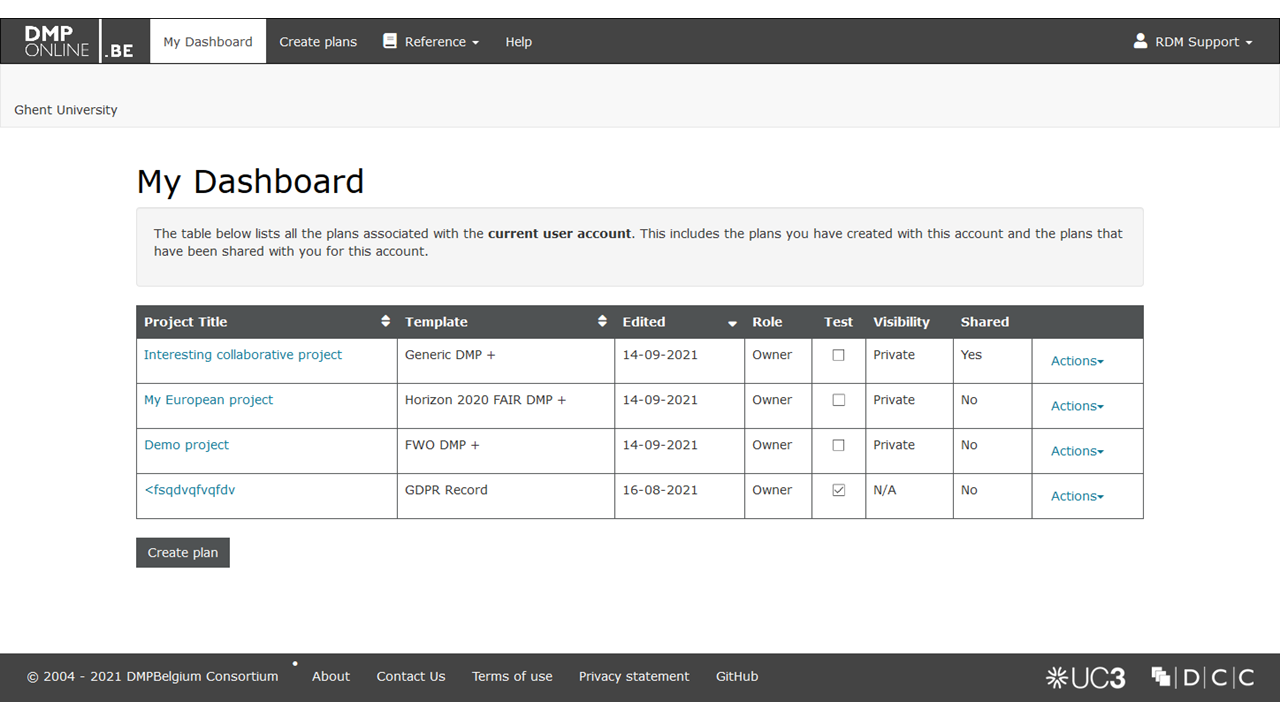 DMP ONLINE .BE My Dashboard Create plans Reference Help RDM Support
Ghent University
My Dashboard
The table below lists all the plans associated with the current user account. This includes the plans you have created with this account and the plans that
have been shared with you for this account.
Project Title Template Edited Role Test Visibility Shared
Interesting collaborative project Generic DMP + 14-09-2021 Owner Private Yes Actions
My European project Horizon 2020 FAIR DMP + 14-09-2021 Owner Private No Actions
Demo project FWO DMP + 14-09-2021 Owner Private No Actions
<fsqdvqfvqfdv GDPR Record 16-08-2021 Owner N/A No Actions
Create plan
© 2004 - 2021 DMPBelgium Consortium • About Contact Us Terms of use Privacy statement GitHub UC3 D|C|C